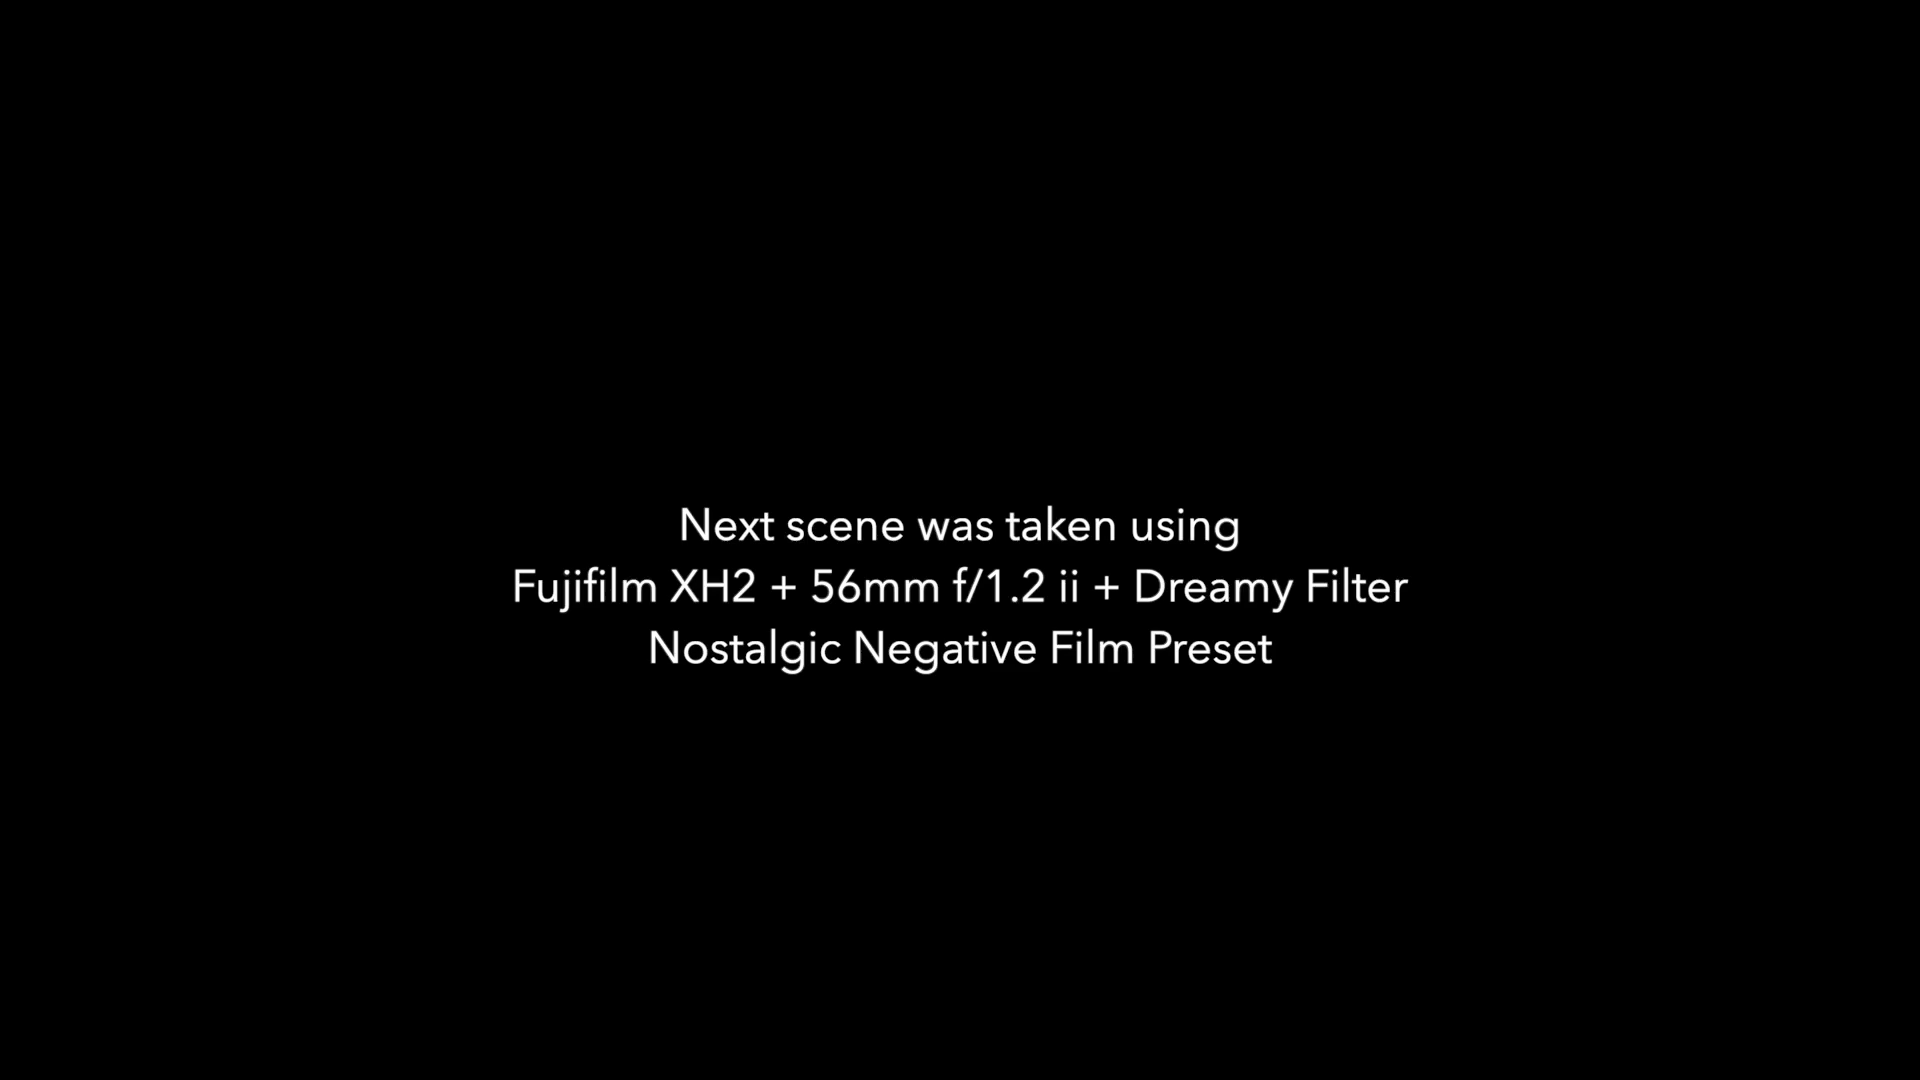 Next scene was taken using
Fujifilm XH2 + 56mm f/1.2 ii + Dreamy Filter
Nostalgic Negative Film Preset